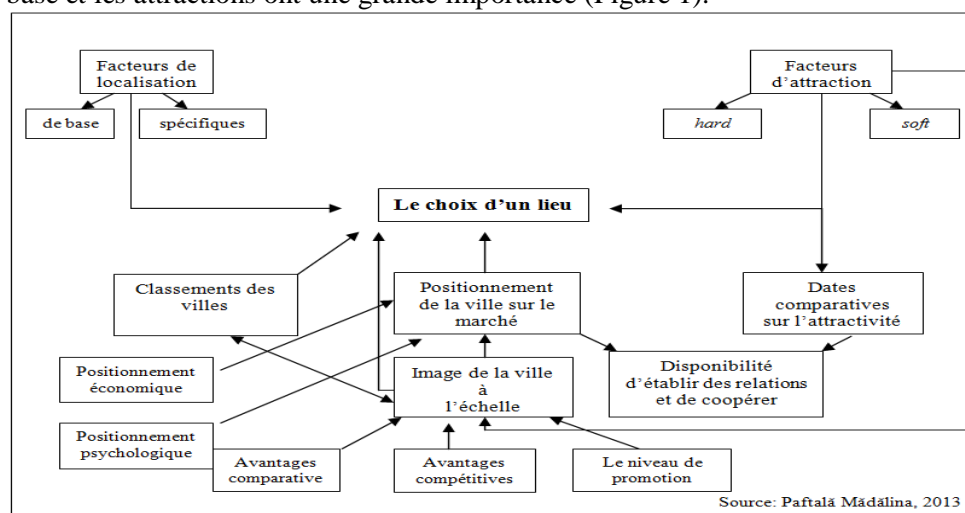 base et les attractions ont une grande importance (Figure 1).
Facteurs de
localisation
Facteurs
d'attraction
de base
spécifiques
hard
soft
Le choix d'un lieu
Classements des
villes
Positionnement
de la ville sur le
marché
Dates
comparatives
sur l'attractivité
Positionnement
économique
Image de la ville
à
l'échelle
Disponibilité
d'établir des relations
et de coopérer
Positionnement
psychologique
Avantages
comparative
Avantages
compétitives
Le niveau de
promotion
Source: Paftală Mădălina, 2013